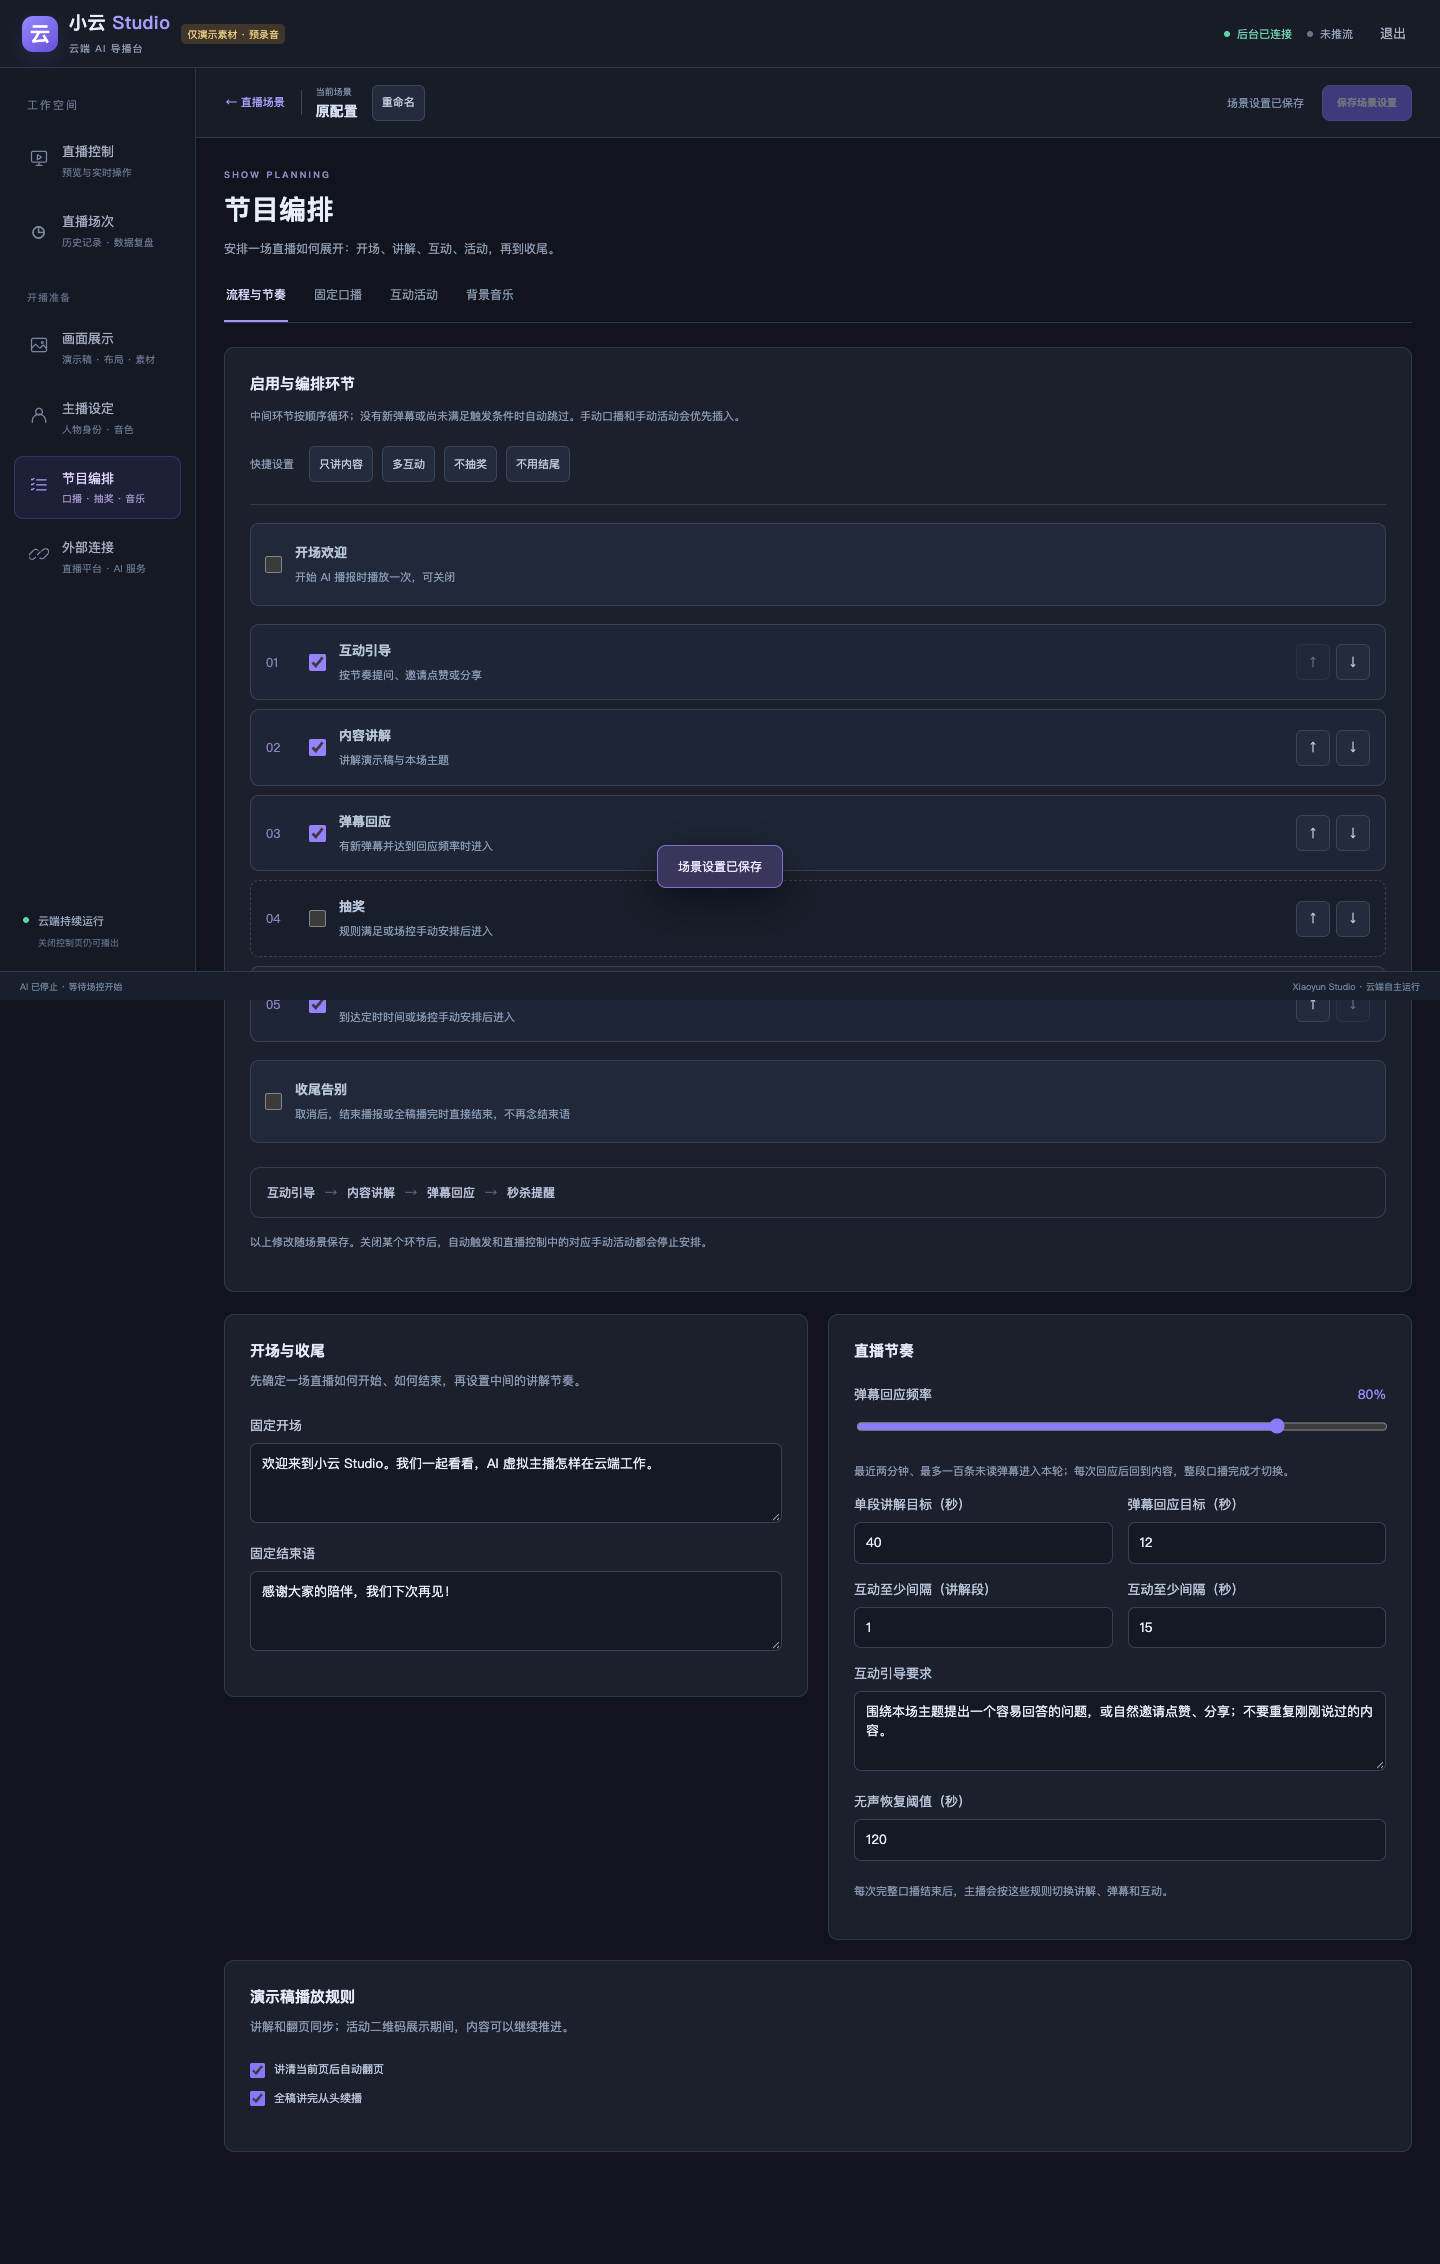 云
小云 Studio
云端 AI 导播台
仅演示素材 · 预录音
后台已连接
未推流
退出
工作空间
直播控制
预览与实时操作
直播场次
历史记录 · 数据复盘
开播准备
画面展示
演示稿 · 布局 · 素材
主播设定
人物身份 · 音色
节目编排
口播 · 抽奖 · 音乐
外部连接
直播平台 · AI 服务
云端持续运行
关闭控制页仍可播出
← 直播场景
当前场景
原配置
重命名
场景设置已保存
保存场景设置
SHOW PLANNING
节目编排
安排一场直播如何展开：开场、讲解、互动、活动，再到收尾。
流程与节奏
固定口播
互动活动
背景音乐
启用与编排环节
中间环节按顺序循环；没有新弹幕或尚未满足触发条件时自动跳过。手动口播和手动活动会优先插入。
快捷设置
只讲内容
多互动
不抽奖
不用结尾
开场欢迎
开始 AI 播报时播放一次，可关闭
01
互动引导
按节奏提问、邀请点赞或分享
↑ ↓
02
内容讲解
讲解演示稿与本场主题
↑ ↓
03
弹幕回应
有新弹幕并达到回应频率时进入
↑ ↓
场景设置已保存
04
抽奖
规则满足或场控手动安排后进入
↑ ↓
AI 已停止 · 等待场控开始
Xiaoyun Studio · 云端自主运行
05
到达定时时间或场控手动安排后进入
↑ ↓
收尾告别
取消后，结束播报或全稿播完时直接结束，不再念结束语
互动引导 → 内容讲解 → 弹幕回应 → 秒杀提醒
以上修改随场景保存。关闭某个环节后，自动触发和直播控制中的对应手动活动都会停止安排。
开场与收尾
先确定一场直播如何开始、如何结束，再设置中间的讲解节奏。
固定开场
欢迎来到小云 Studio。我们一起看看，AI 虚拟主播怎样在云端工作。
固定结束语
感谢大家的陪伴，我们下次再见！
直播节奏
弹幕回应频率
80%
最近两分钟、最多一百条未读弹幕进入本轮；每次回应后回到内容，整段口播完成才切换。
单段讲解目标（秒）
弹幕回应目标（秒）
40
12
互动至少间隔（讲解段）
互动至少间隔（秒）
1
15
互动引导要求
围绕本场主题提出一个容易回答的问题，或自然邀请点赞、分享；不要重复刚刚说过的内
容。
无声恢复阈值（秒）
120
每次完整口播结束后，主播会按这些规则切换讲解、弹幕和互动。
演示稿播放规则
讲解和翻页同步；活动二维码展示期间，内容可以继续推进。
讲清当前页后自动翻页
全稿讲完从头续播